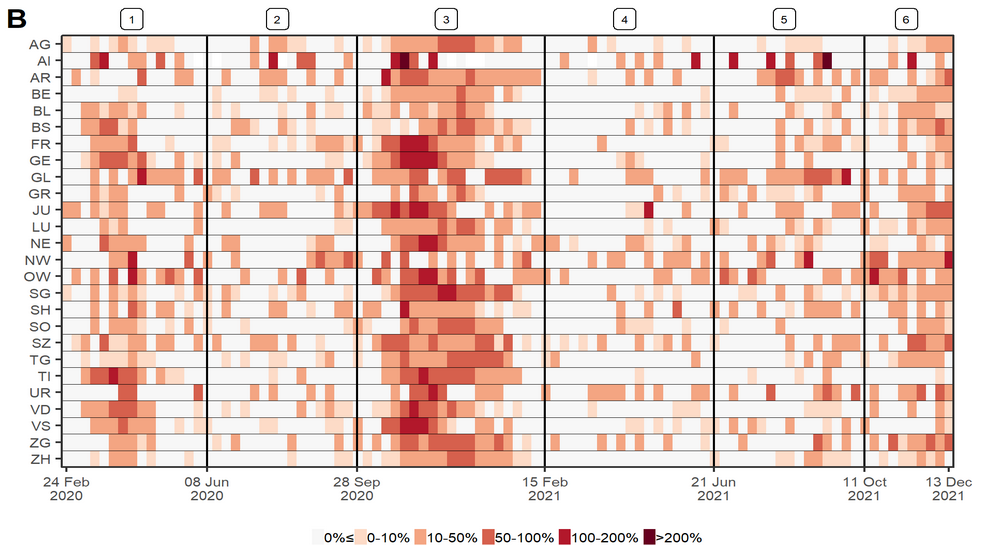 B
1 2 3 4 5 6
AG
AI
AR
BE
BL
BS
FR
GE
GL
GR
JU
LU
NE
NW
OW
SG
SH
SO
SZ
TG
TI
UR
VD
VS
ZG
ZH
24 Feb 08 Jun 28 Sep 15 Feb 21 Jun 11 Oct 13 Dec
2020 2020 2020 2021 2021 2021 2021
0%≤ 0-10% 10-50% 50-100% 100-200% >200%